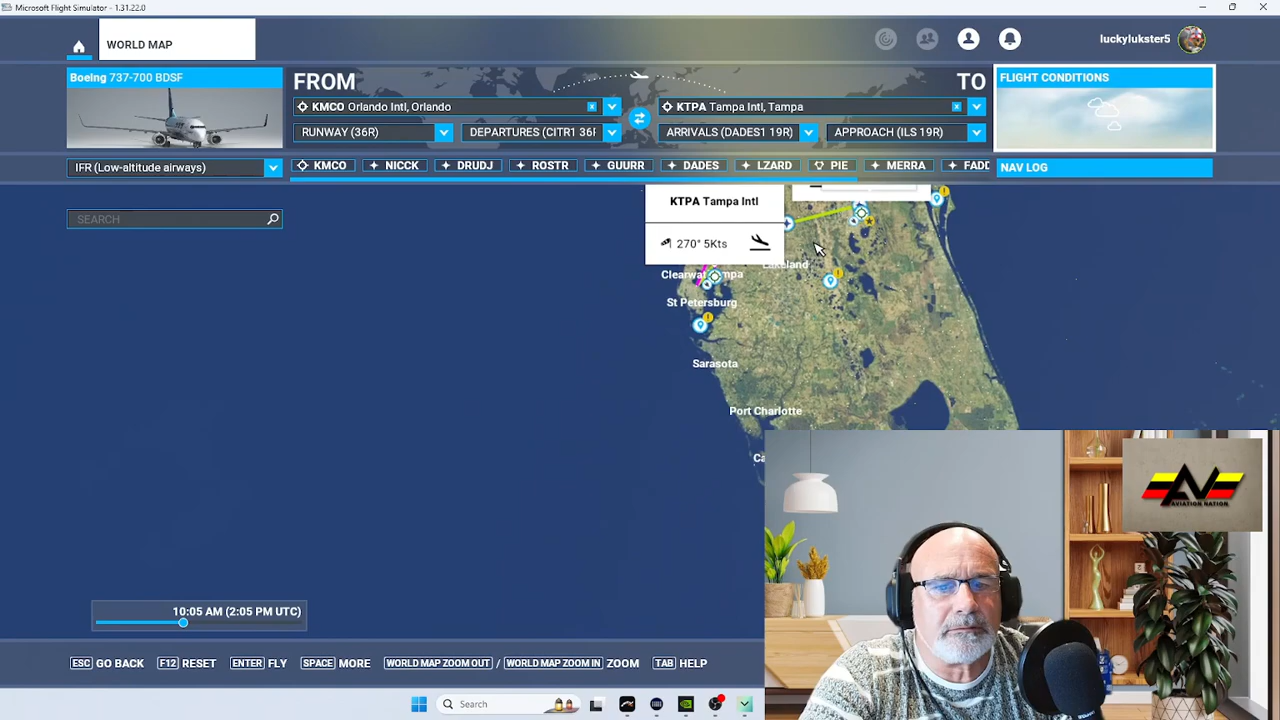 Microsoft Flight Simulator - 1.31.22.0
WORLD MAP
luckylukster5
Boeing 737-700 BDSF
FROM
TO
FLIGHT CONDITIONS
KMCO Orlando Intl, Orlando
KTPA Tampa Intl, Tampa
RUNWAY (36R)
DEPARTURES (CITR1 36F
ARRIVALS (DADES1 19R)
APPROACH (ILS 19R)
IFR (Low-altitude airways)
KMCO
NICCK
DRUDJ
ROSTR
GUURR
DADES
LZARD
PIE
MERRA
FADD
NAV LOG
SEARCH
KTPA Tampa Intl
270° 5Kts
Lakeland
St Petersburg
Sarasota
Port Charlotte
10:05 AM (2:05 PM UTC)
ESC GO BACK
F12 RESET
ENTER FLY
SPACE MORE
WORLD MAP ZOOM OUT / WORLD MAP ZOOM IN ZOOM
TAB HELP
Search
AVIATION NATION